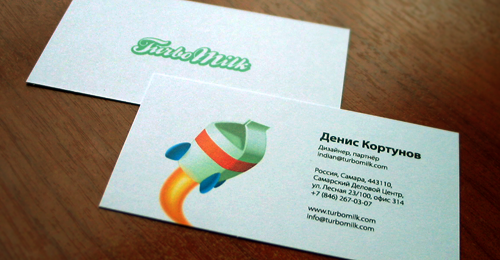 TurboMilk
Денис Кортунов
Дизайнер, партнёр
indian@turbomilk.com
Россия, Самара, 443110,
Самарский Деловой Центр,
ул. Лесная 23/100, офис 314
+7 (846) 267-03-07
www.turbomilk.com
info@turbomilk.com